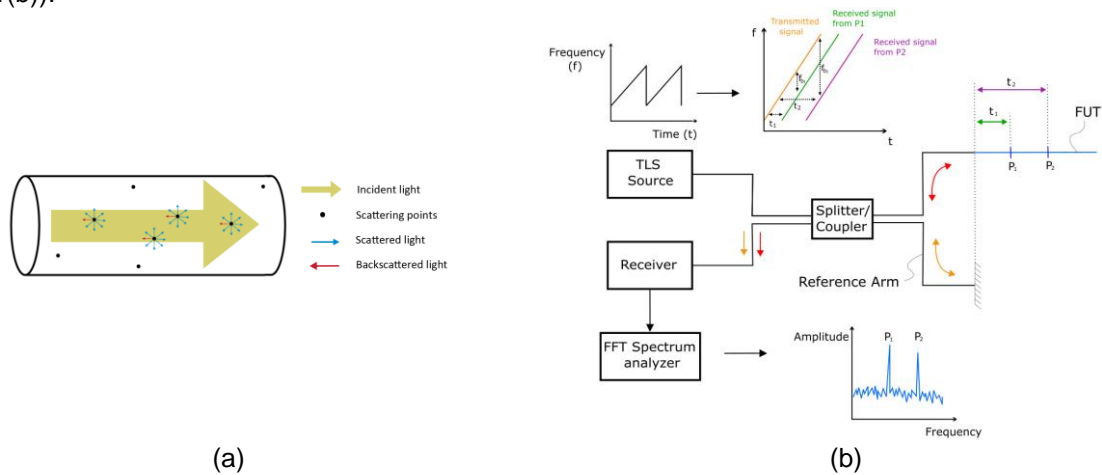 (b)).
Incident light
Scattering points
Scattered light
Backscattered light
(a)
Frequency
(f)
Time (t)
f
Transmitted
signal
Received signal
from P1
Received signal
from P2
t₁
t₂
t
TLS
Source
Splitter/
Coupler
Receiver
Reference Arm
t₂
t₁
FUT
P₁
P₂
FFT Spectrum
analyzer
Amplitude
P₁
P₂
Frequency
(b)